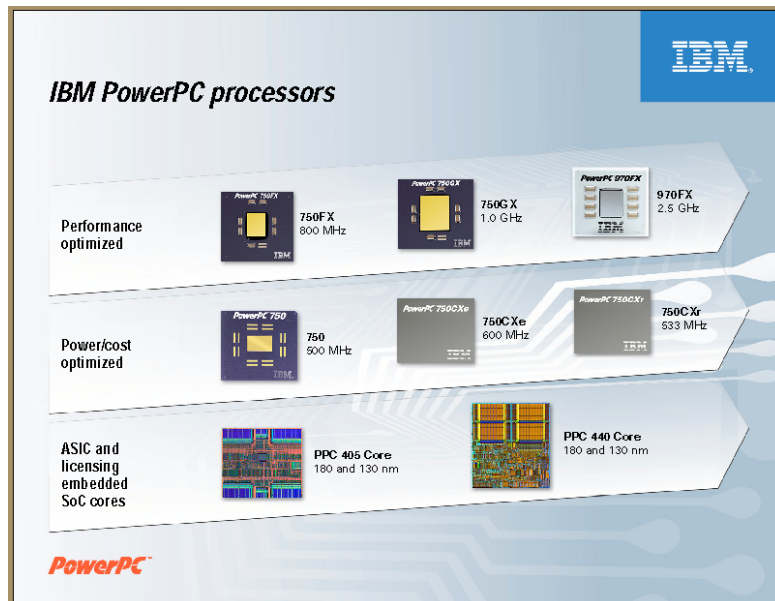 IBM®
IBM PowerPC processors
Performance
optimized
PowerPC 750FX
IBM
750FX
800 MHz
PowerPC 750GX
IBM
750GX
1.0 GHz
PowerPC 970FX
IBM
970FX
2.5 GHz
Power/cost
optimized
PowerPC 750
IBM
750
500 MHz
PowerPC 750CXe
IBM
750CXe
600 MHz
PowerPC 750CXr
IBM
750CXr
533 MHz
ASIC and
licensing
embedded
SoC cores
PPC 405 Core
180 and 130 nm
PPC 440 Core
180 and 130 nm
PowerPC™